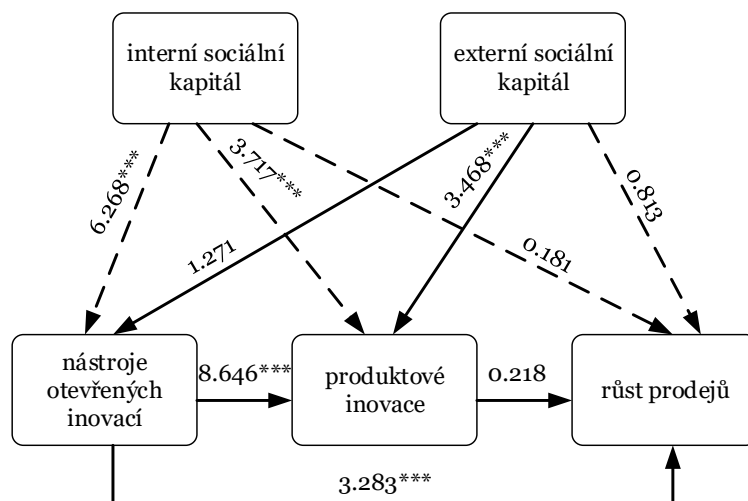 interní sociální
kapitál
externí sociální
kapitál
6.268***
3.717***
3.468***
0.813
1.271
0.181
nástroje
otevřených
inovací
8.646***
produktové
inovace
0.218
růst prodejů
3.283***